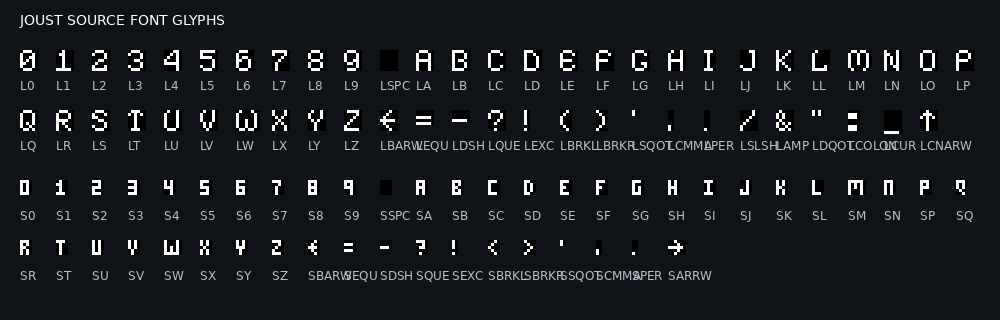 JOUST SOURCE FONT GLYPHS
0 1 2 3 4 5 6 7 8 9 A B C D E F G H I J K L M N O P
L0 L1 L2 L3 L4 L5 L6 L7 L8 L9 LSPC LA LB LC LD LE LF LG LH LI LJ LK LL LM LN LO LP
Q R S T U V W X Y Z ← = - ? ! ( ) ' , . / & " : _ ↑
LQ LR LS LT LU LV LW LX LY LZ LBARW LEQU LDSH LQUE LEXC LBRKL LBRKR LSQOT LCMMA LPER LSLSH LAMP LDQOT LCOLON LCUR LCNARW
0 1 2 3 4 5 6 7 8 9 A B C D E F G H I J K L M N P Q
S0 S1 S2 S3 S4 S5 S6 S7 S8 S9 SSPC SA SB SC SD SE SF SG SH SI SJ SK SL SM SN SP SQ
R T U V W X Y Z ← = - ? ! < > ' , . →
SR ST SU SV SW SX SY SZ SBARW SEQU SDSH SQUE SEXC SBRKL SBRKR SSQOT SCMMA SPER SARRW